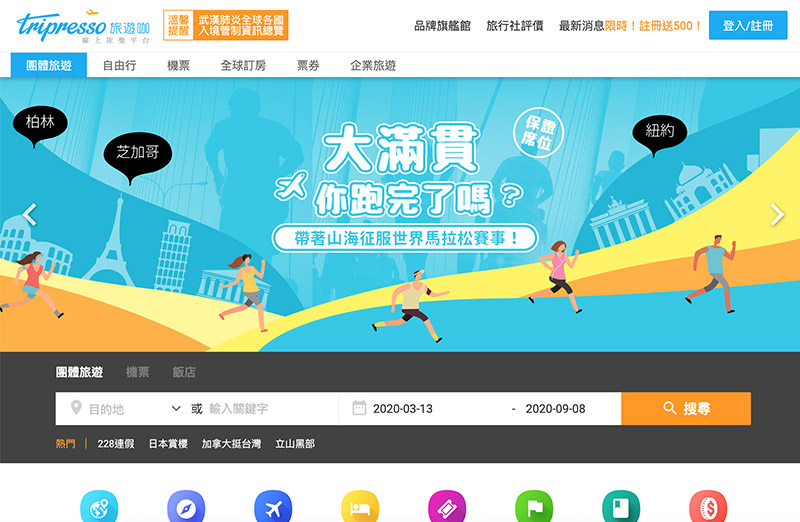 tripresso 旅遊咖
線上旅樂平台
溫馨
提醒
武漢肺炎全球各國
入境管制資訊總覽
品牌旗艦館 旅行社評價 最新消息限時！註冊送500！ 登入/註冊
團體旅遊 自由行 機票 全球訂房 票券 企業旅遊
柏林
芝加哥
紐約
保證
席位
大滿貫
你跑完了嗎？
帶著山海征服世界馬拉松賽事！
團體旅遊 機票 飯店
目的地 或 輸入關鍵字 2020-03-13 - 2020-09-08 搜尋
熱門 | 228連假 日本賞櫻 加拿大挺台灣 立山黑部